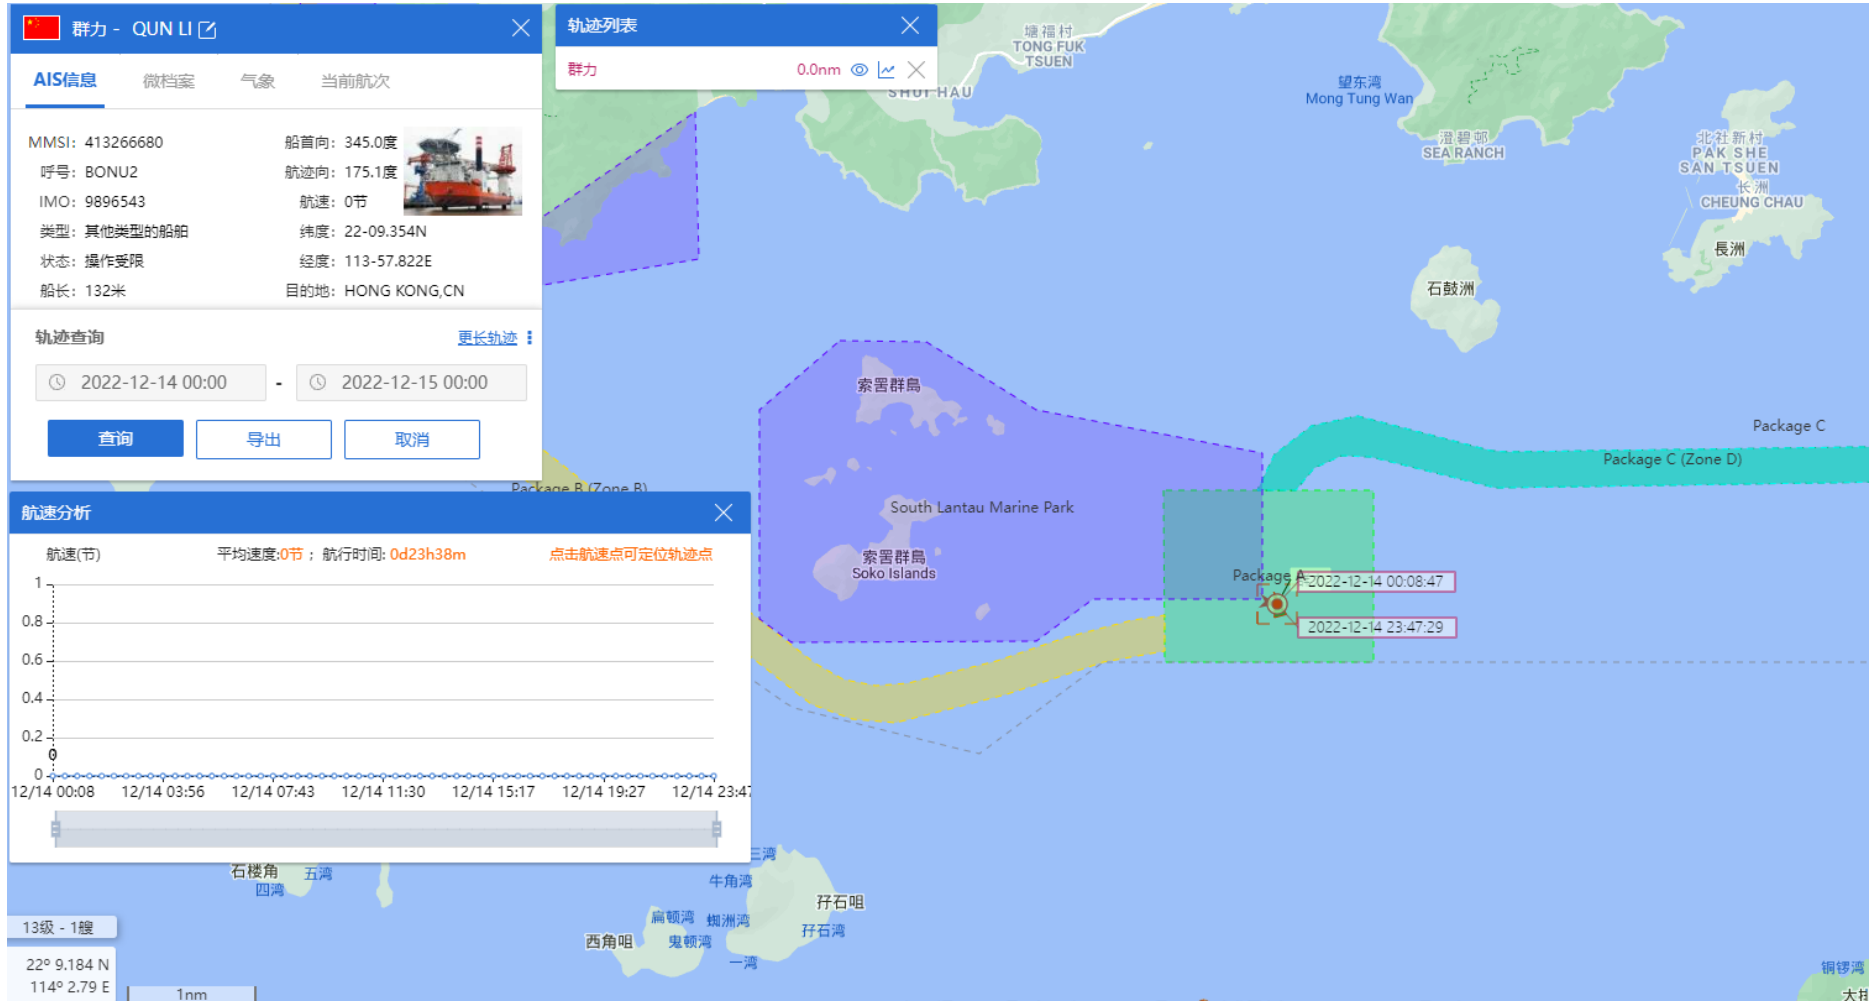 群力 - QUN LI
AIS信息 微档案 气象 当前航次
MMSI: 413266680 船首向: 345.0度
呼号: BONU2 航迹向: 175.1度
IMO: 9896543 航速: 0节
类型: 其他类型的船舶 纬度: 22-09.354N
状态: 操作受限 经度: 113-57.822E
船长: 132米 目的地: HONG KONG,CN
轨迹查询 更长轨迹
2022-12-14 00:00 - 2022-12-15 00:00
查询 导出 取消
轨迹列表
群力 0.0nm
塘福村
TONG FUK
TSUEN
SHUI HAU
望东湾
Mong Tung Wan
澄碧邨
SEA RANCH
北社新村
PAK SHE
SAN TSUEN
长洲
CHEUNG CHAU
長洲
石鼓洲
索罟群島
South Lantau Marine Park
索罟群島
Soko Islands
Package C
Package C (Zone D)
Package B (Zone B)
Package A
2022-12-14 00:08:47
2022-12-14 23:47:29
航速分析
航速(节) 平均速度:0节 ; 航行时间: 0d23h38m 点击航速点可定位轨迹点
1
0.8
0.6
0.4
0.2
0
0
12/14 00:08 12/14 03:56 12/14 07:43 12/14 11:30 12/14 15:17 12/14 19:27 12/14 23:47
石楼角
五湾
四湾
三湾
牛角湾
孖石咀
扁顿湾
蜘洲湾
孖石湾
西角咀
鬼顿湾
一湾
铜锣湾
13级 - 1艘
22º 9.184 N
114º 2.79 E
1nm